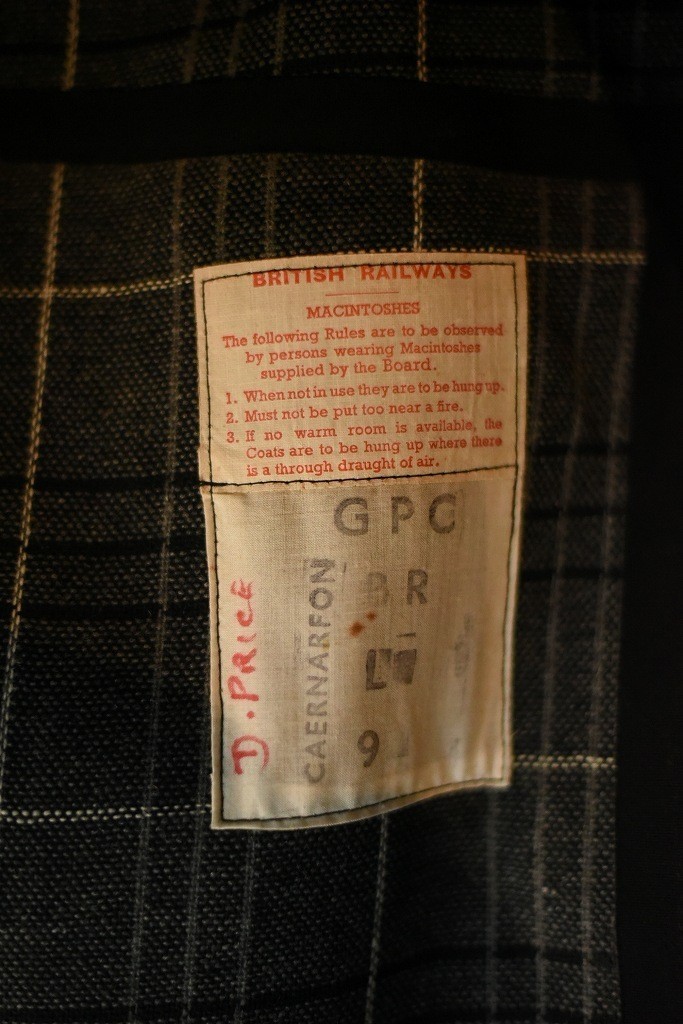 BRITISH RAILWAYS
MACINTOSHES
The following Rules are to be observed
by persons wearing Macintoshes
supplied by the Board.
1. When not in use they are to be hung up.
2. Must not be put too near a fire.
3. If no warm room is available, the
Coats are to be hung up where there
is a through draught of air.
GPC
BR
L
9
CAERNARFON
D. PRICE